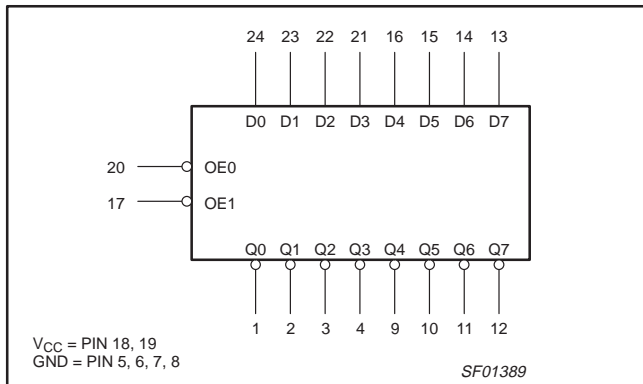 24 23 22 21 16 15 14 13
D0 D1 D2 D3 D4 D5 D6 D7
20 OE0
17 OE1
Q0 Q1 Q2 Q3 Q4 Q5 Q6 Q7
1 2 3 4 9 10 11 12
VCC = PIN 18, 19
GND = PIN 5, 6, 7, 8
SF01389